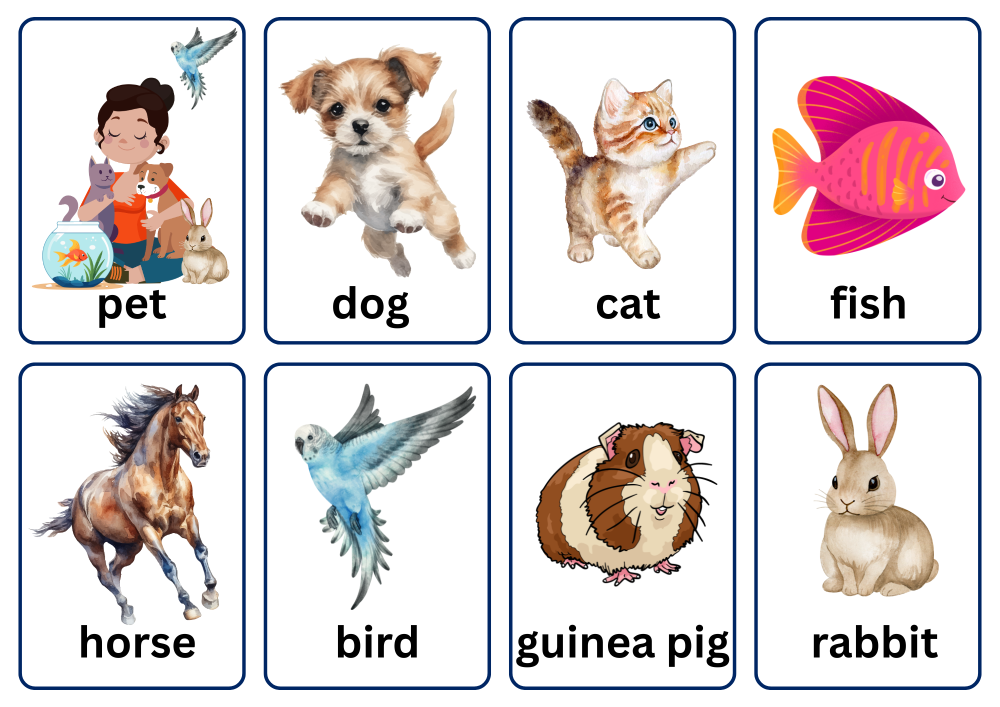 pet
dog
cat
fish
horse
bird
guinea pig
rabbit